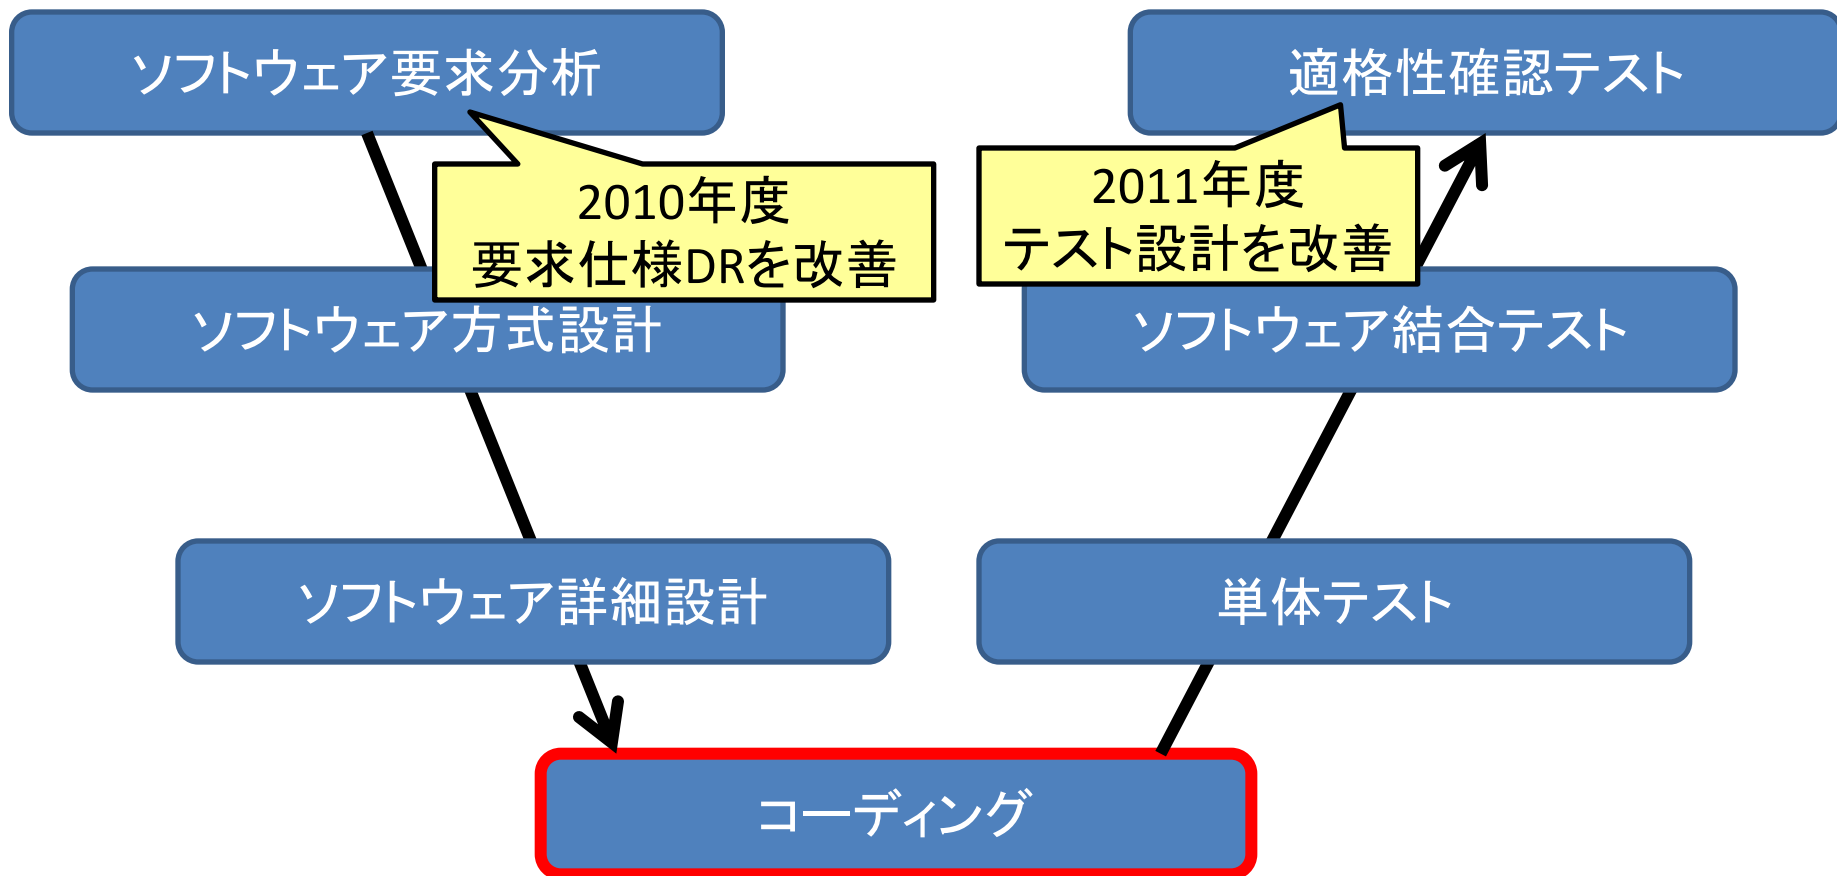 ソフトウェア要求分析
適格性確認テスト
2010年度
要求仕様DRを改善
2011年度
テスト設計を改善
ソフトウェア方式設計
ソフトウェア結合テスト
ソフトウェア詳細設計
単体テスト
コーディング